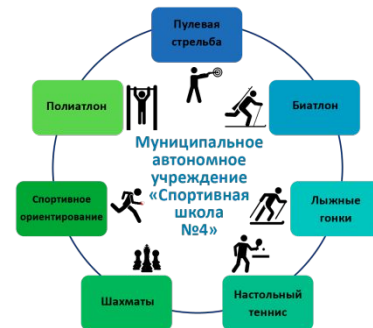 Пулевая
стрельба
Полиатлон
Биатлон
Муниципальное
автономное
учреждение
«Спортивная
школа
№4»
Спортивное
ориентирование
Лыжные
гонки
Шахматы
Настольный
теннис